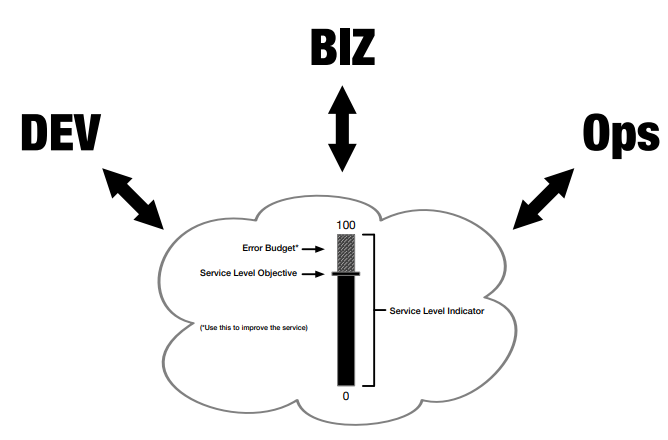 BIZ
DEV
Ops
100
Error Budget*
Service Level Objective
Service Level Indicator
(*Use this to improve the service)
0